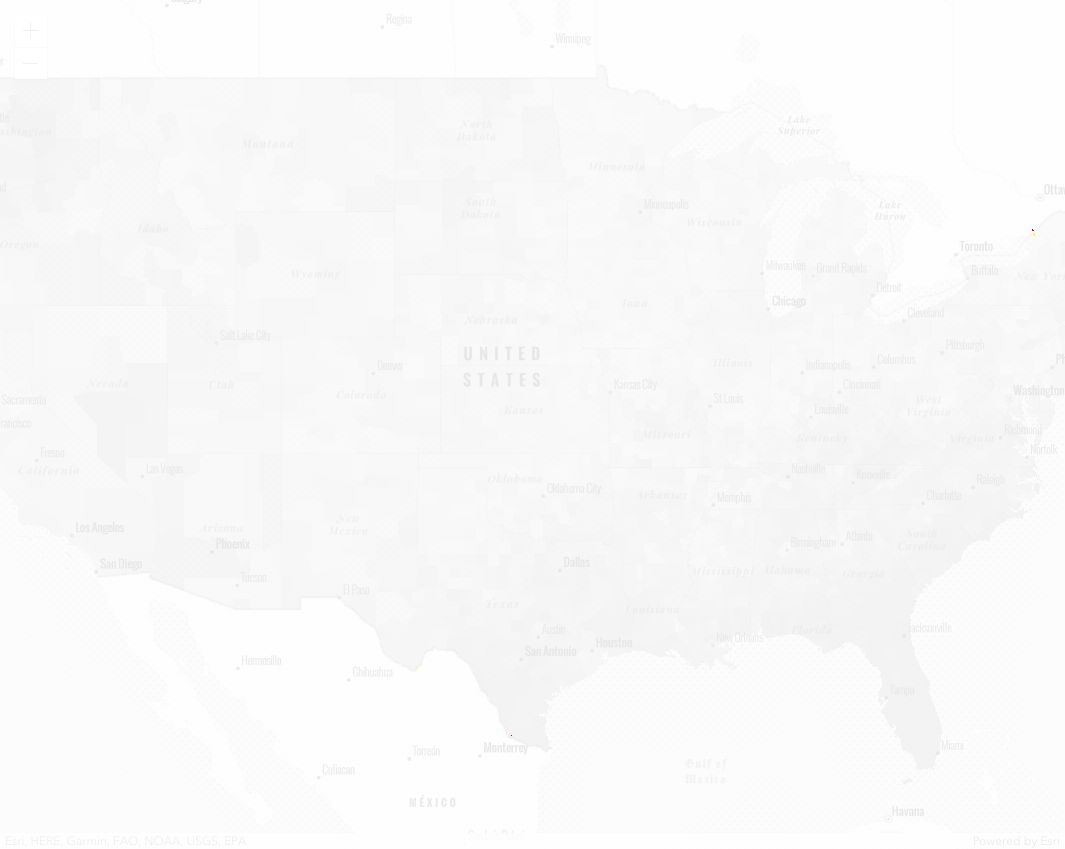 Regina
Winnipeg
Lake
Superior
North
Dakota
Montana
Minnesota
Ottaw
South
Dakota
Minneapolis
Wisconsin
Lake
Huron
Idaho
Toronto
Wyoming
Milwaukee
Grand Rapids
Buffalo
New York
Detroit
Chicago
Iowa
Cleveland
Nebraska
Salt Lake City
Pittsburgh
UNITED
STATES
Denver
Illinois
Indianapolis
Columbus
Nevada
Utah
Kansas City
Cincinnati
Washington
Colorado
St Louis
West
Virginia
Sacramento
Kansas
Louisville
Missouri
Kentucky
Virginia
Richmond
Fresno
Norfolk
California
Las Vegas
Nashville
Knoxville
Oklahoma
Oklahoma City
Raleigh
Arkansas
Memphis
Charlotte
Los Angeles
Arizona
New
Mexico
Phoenix
Birmingham
Atlanta
South
Carolina
San Diego
Dallas
Mississippi
Alabama
Georgia
Tucson
El Paso
Texas
Louisiana
Austin
Houston
New Orleans
Florida
Jacksonville
San Antonio
Hermosillo
Chihuahua
Tampa
Monterrey
Miami
Torreón
Culiacan
Gulf of
Mexico
MÉXICO
Havana
Esri, HERE, Garmin, FAO, NOAA, USGS, EPA
Powered by Esri